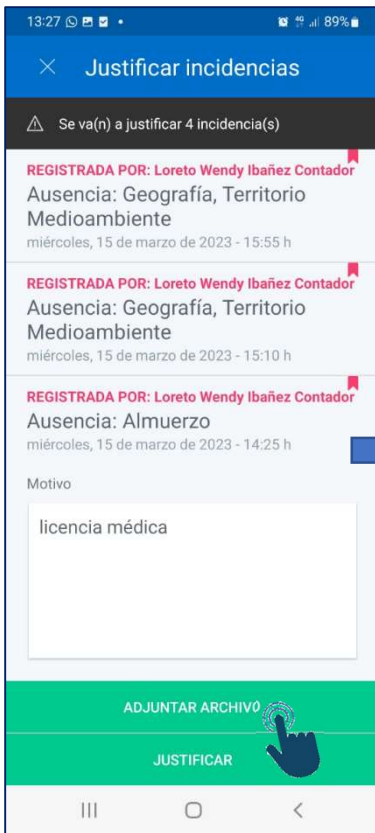 13:27 89%
Justificar incidencias
Se va(n) a justificar 4 incidencia(s)
REGISTRADA POR: Loreto Wendy Ibañez Contador
Ausencia: Geografía, Territorio
Medioambiente
miércoles, 15 de marzo de 2023 - 15:55 h
REGISTRADA POR: Loreto Wendy Ibañez Contador
Ausencia: Geografía, Territorio
Medioambiente
miércoles, 15 de marzo de 2023 - 15:10 h
REGISTRADA POR: Loreto Wendy Ibañez Contador
Ausencia: Almuerzo
miércoles, 15 de marzo de 2023 - 14:25 h
Motivo
licencia médica
ADJUNTAR ARCHIVO
JUSTIFICAR